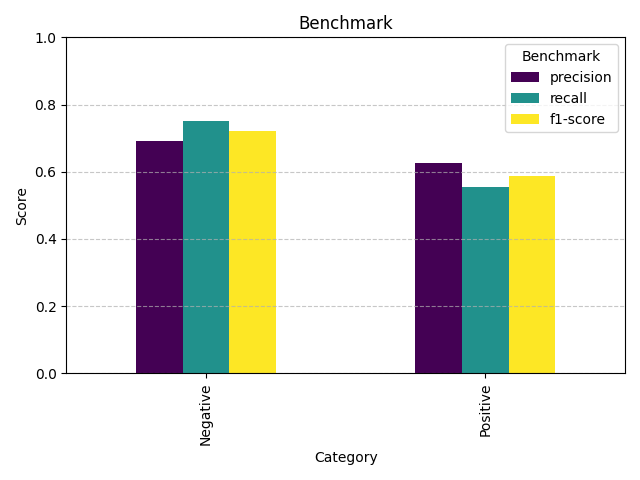 Benchmark
1.0
0.8
0.6
0.4
0.2
0.0
Score
Benchmark
precision
recall
f1-score
Negative
Positive
Category